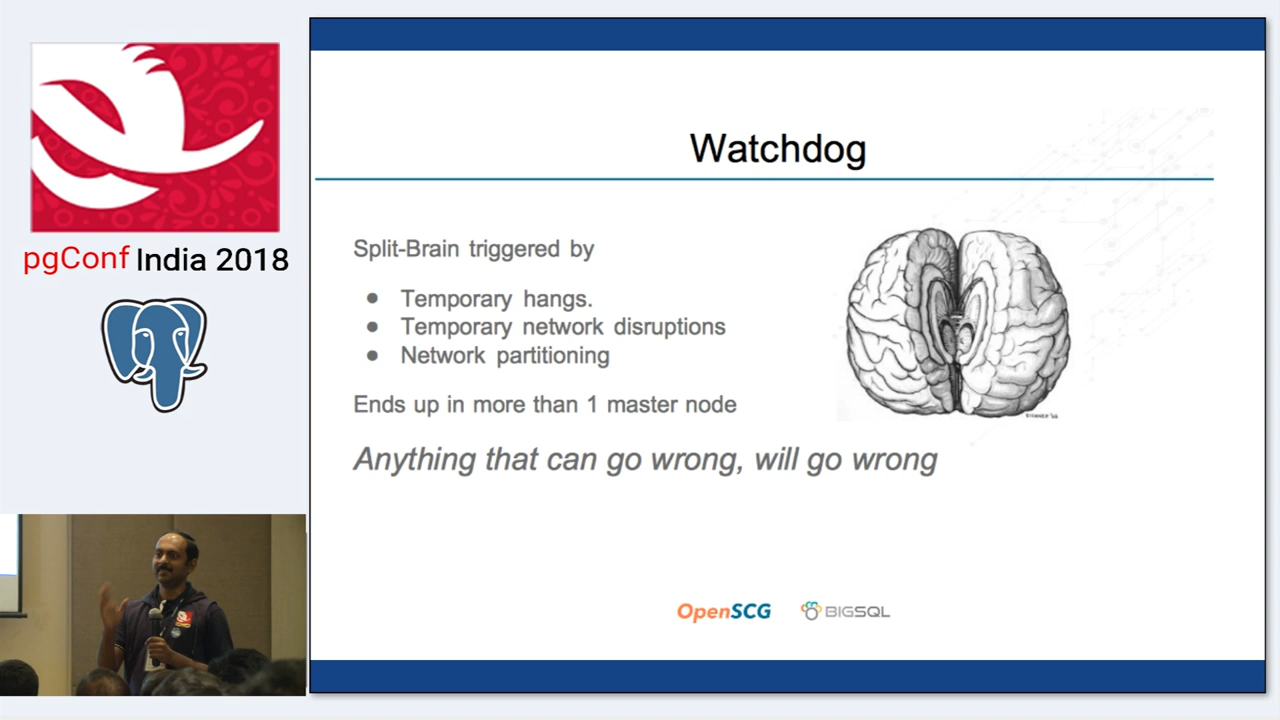 pgConf India 2018
Watchdog
Split-Brain triggered by
● Temporary hangs.
● Temporary network disruptions
● Network partitioning
Ends up in more than 1 master node
Anything that can go wrong, will go wrong
OpenSCG
BIGSQL